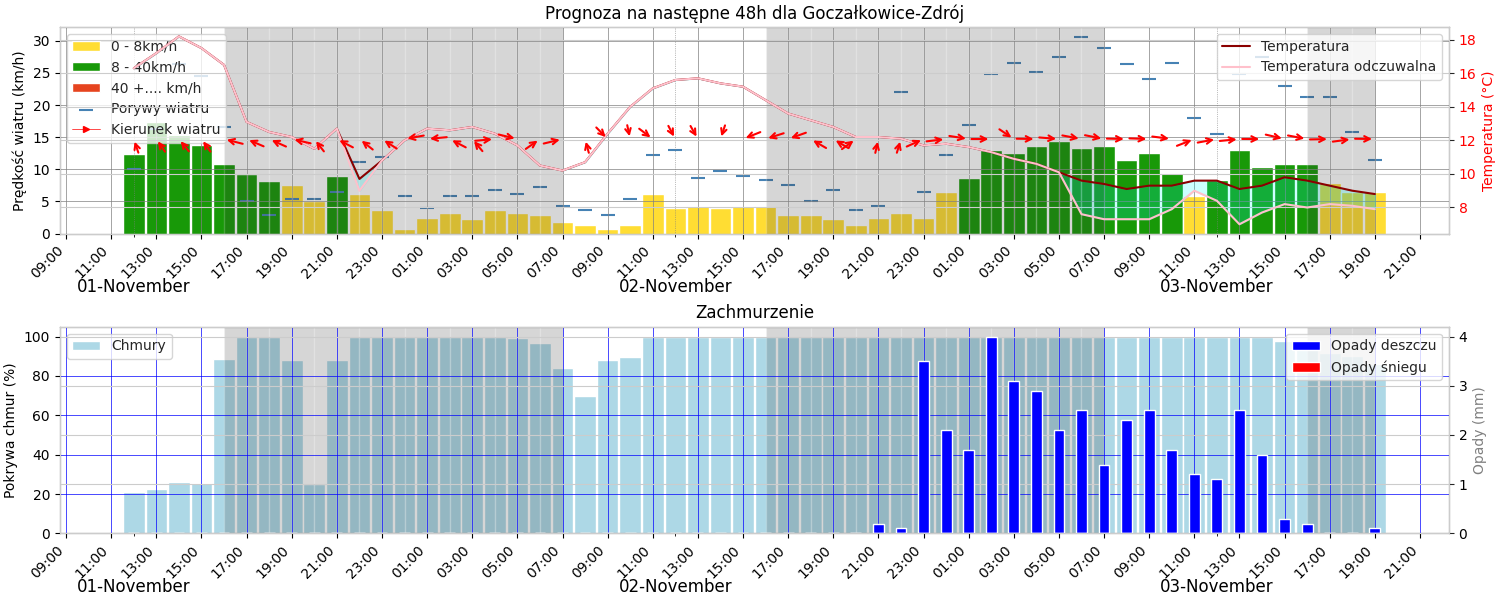 Prognoza na następne 48h dla Goczałkowice-Zdrój
Prędkość wiatru (km/h)
30
25
20
15
10
5
0
0 - 8km/h
8 - 40km/h
40 +.... km/h
Porywy wiatru
Kierunek wiatru
Temperatura
Temperatura odczuwalna
18
16
14
12
10
8
Temperatura (°C)
09:00 11:00 13:00 15:00 17:00 19:00 21:00 23:00 01:00 03:00 05:00 07:00 09:00 11:00 13:00 15:00 17:00 19:00 21:00 23:00 01:00 03:00 05:00 07:00 09:00 11:00 13:00 15:00 17:00 19:00 21:00
01-November 02-November 03-November
Zachmurzenie
Pokrywa chmur (%)
100
80
60
40
20
0
Chmury
Opady deszczu
Opady śniegu
4
3
2
1
0
Opady (mm)
09:00 11:00 13:00 15:00 17:00 19:00 21:00 23:00 01:00 03:00 05:00 07:00 09:00 11:00 13:00 15:00 17:00 19:00 21:00 23:00 01:00 03:00 05:00 07:00 09:00 11:00 13:00 15:00 17:00 19:00 21:00
01-November 02-November 03-November